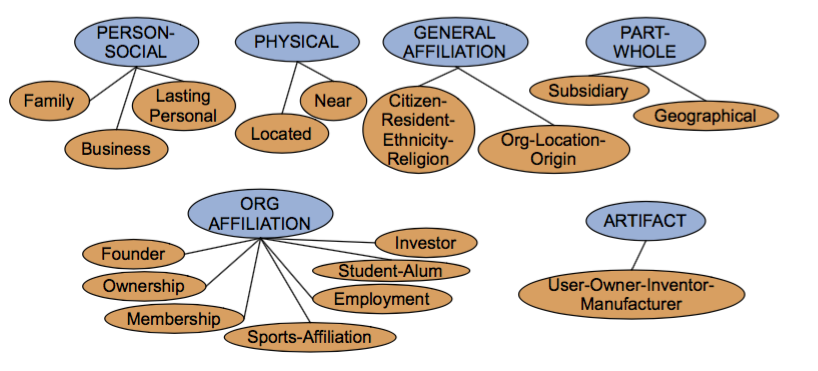 PERSON-
SOCIAL
PHYSICAL
GENERAL
AFFILIATION
PART-
WHOLE
Family
Lasting
Personal
Business
Near
Located
Citizen-
Resident-
Ethnicity-
Religion
Org-Location-
Origin
Subsidiary
Geographical
ORG
AFFILIATION
ARTIFACT
Founder
Ownership
Membership
Sports-Affiliation
Employment
Student-Alum
Investor
User-Owner-Inventor-
Manufacturer